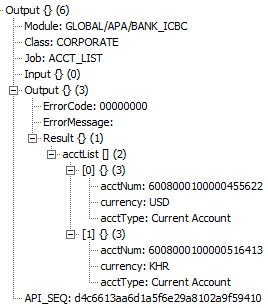 Output {} (6)
Module: GLOBAL/APA/BANK_ICBC
Class: CORPORATE
Job: ACCT_LIST
Input {} (0)
Output {} (3)
ErrorCode: 00000000
ErrorMessage:
Result {} (1)
acctList [] (2)
[0] {} (3)
acctNum: 6008000100000455622
currency: USD
acctType: Current Account
[1] {} (3)
acctNum: 6008000100000516413
currency: KHR
acctType: Current Account
API_SEQ: d4c6613aa6d1a5f6e29a8102a9f59410